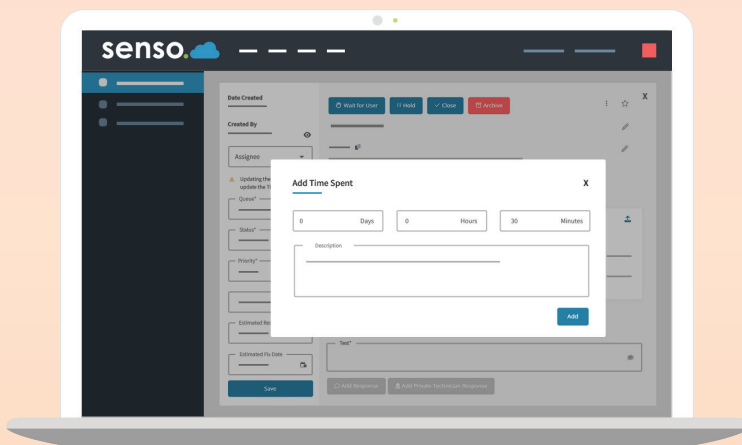 senso.
Date Created
Wait for User
Hold
Close
Archive
X
Created By
Assignee
Updating the
update the
Queue*
Status*
Priority*
Estimated
Estimated Fix Date
Save
Add Time Spent
X
0 Days
0 Hours
30 Minutes
Description
Add
Text*
Add Response
Add Private Technician Response